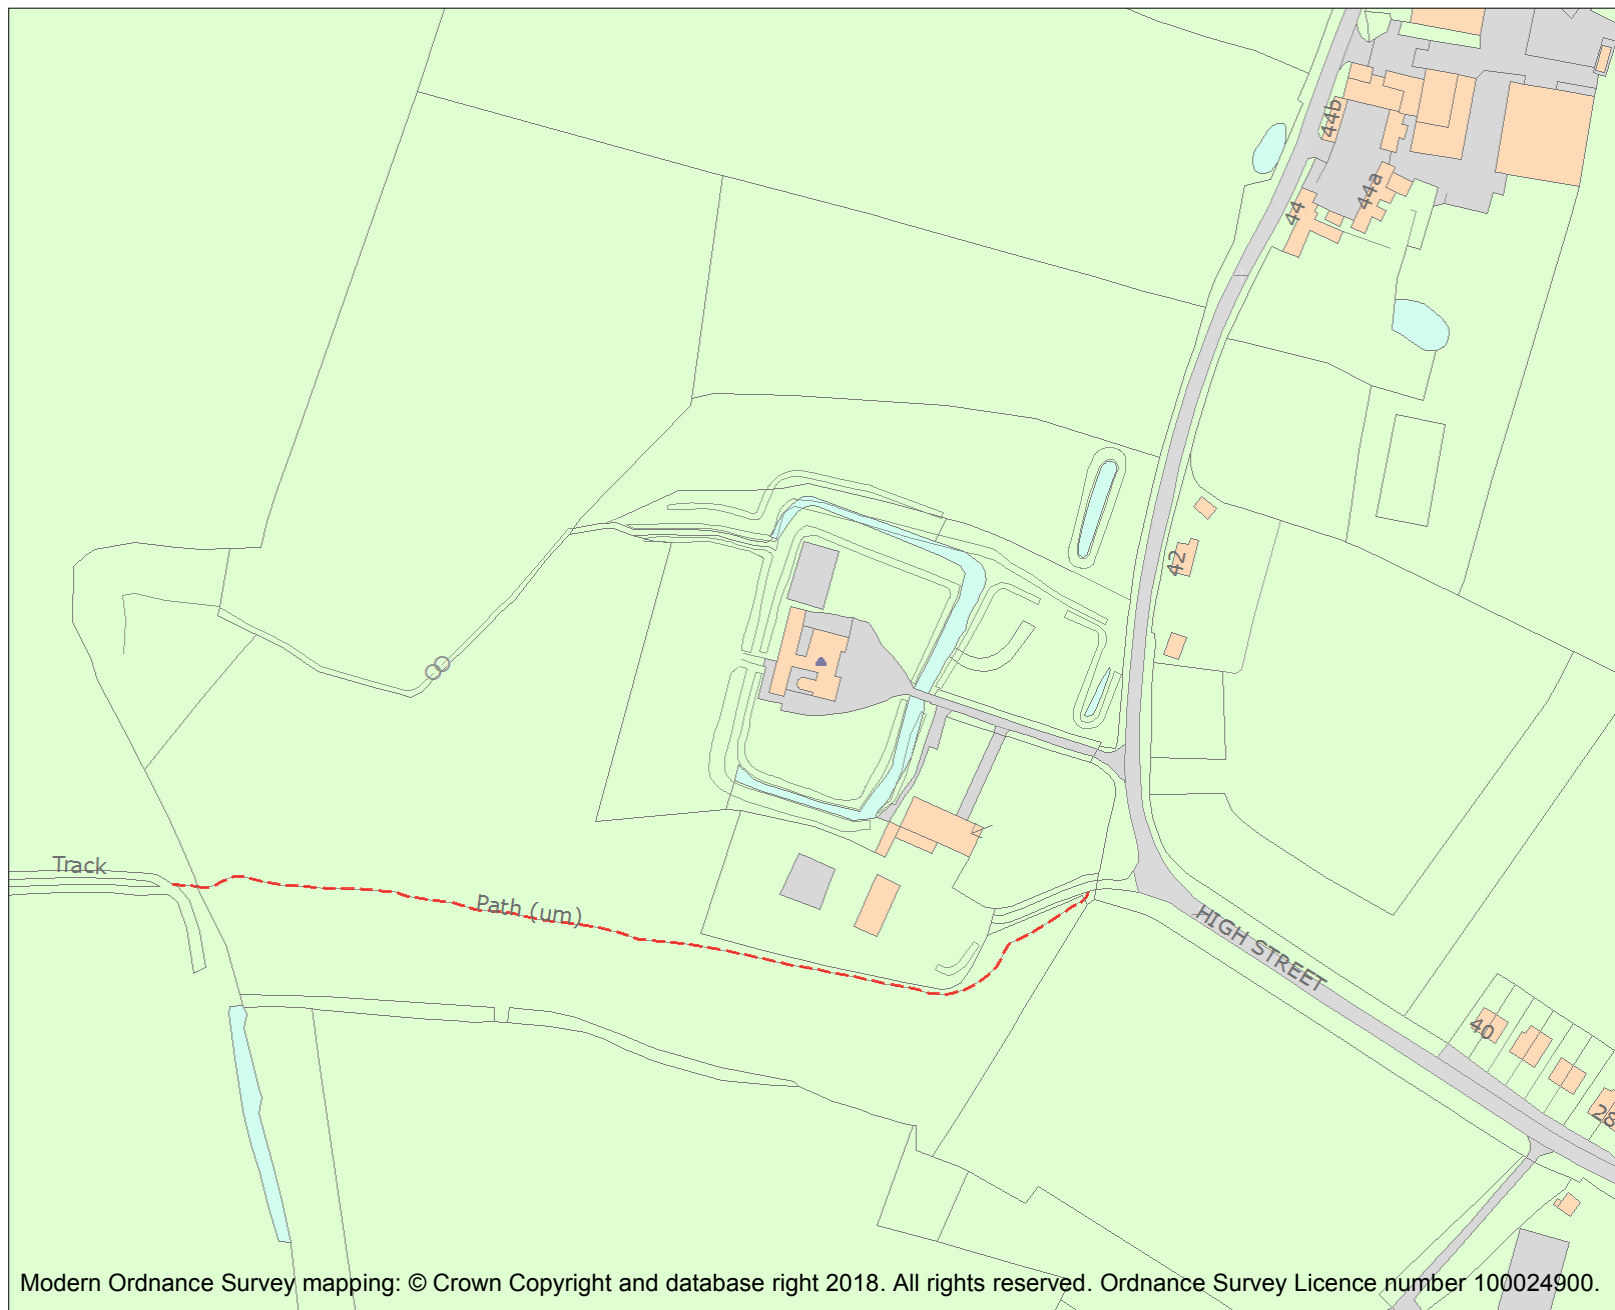 44b
44a
44
42
Track
Path (um)
HIGH STREET
40
28
Modern Ordnance Survey mapping: © Crown Copyright and database right 2018. All rights reserved. Ordnance Survey Licence number 100024900.